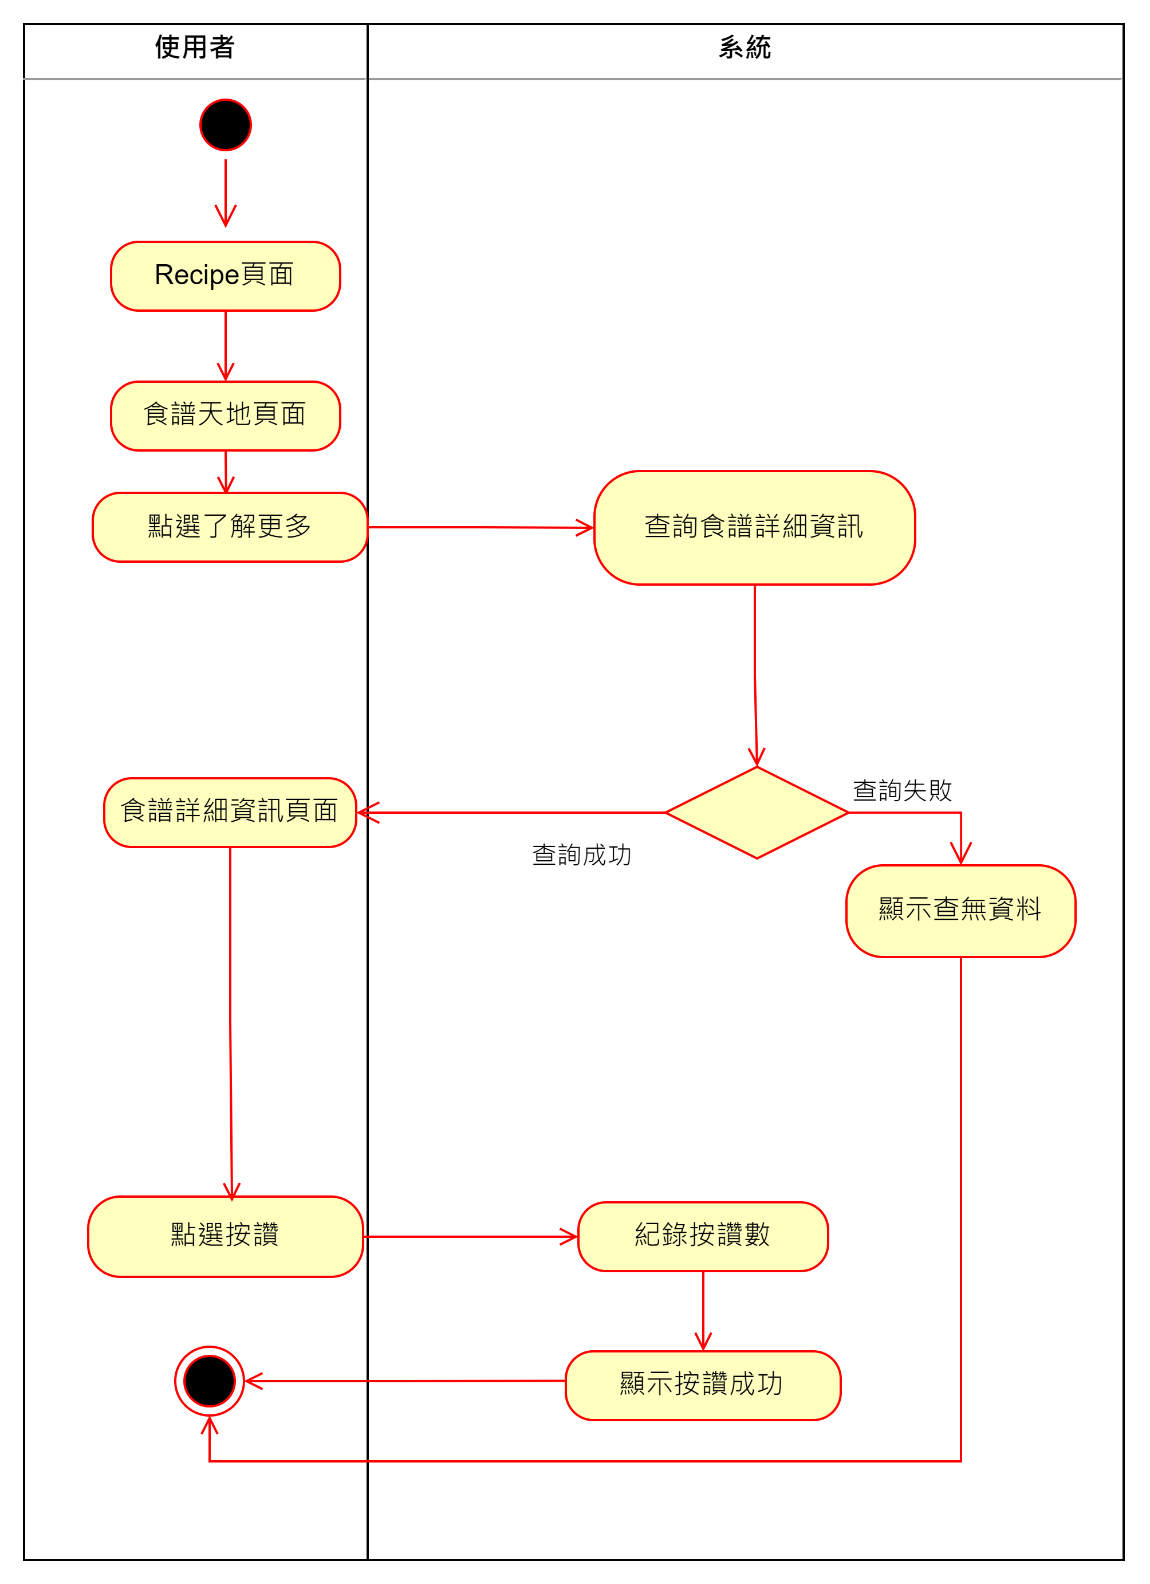 使用者
系統
Recipe頁面
食譜天地頁面
點選了解更多
查詢食譜詳細資訊
查詢失敗
食譜詳細資訊頁面
查詢成功
顯示查無資料
點選按讚
紀錄按讚數
顯示按讚成功